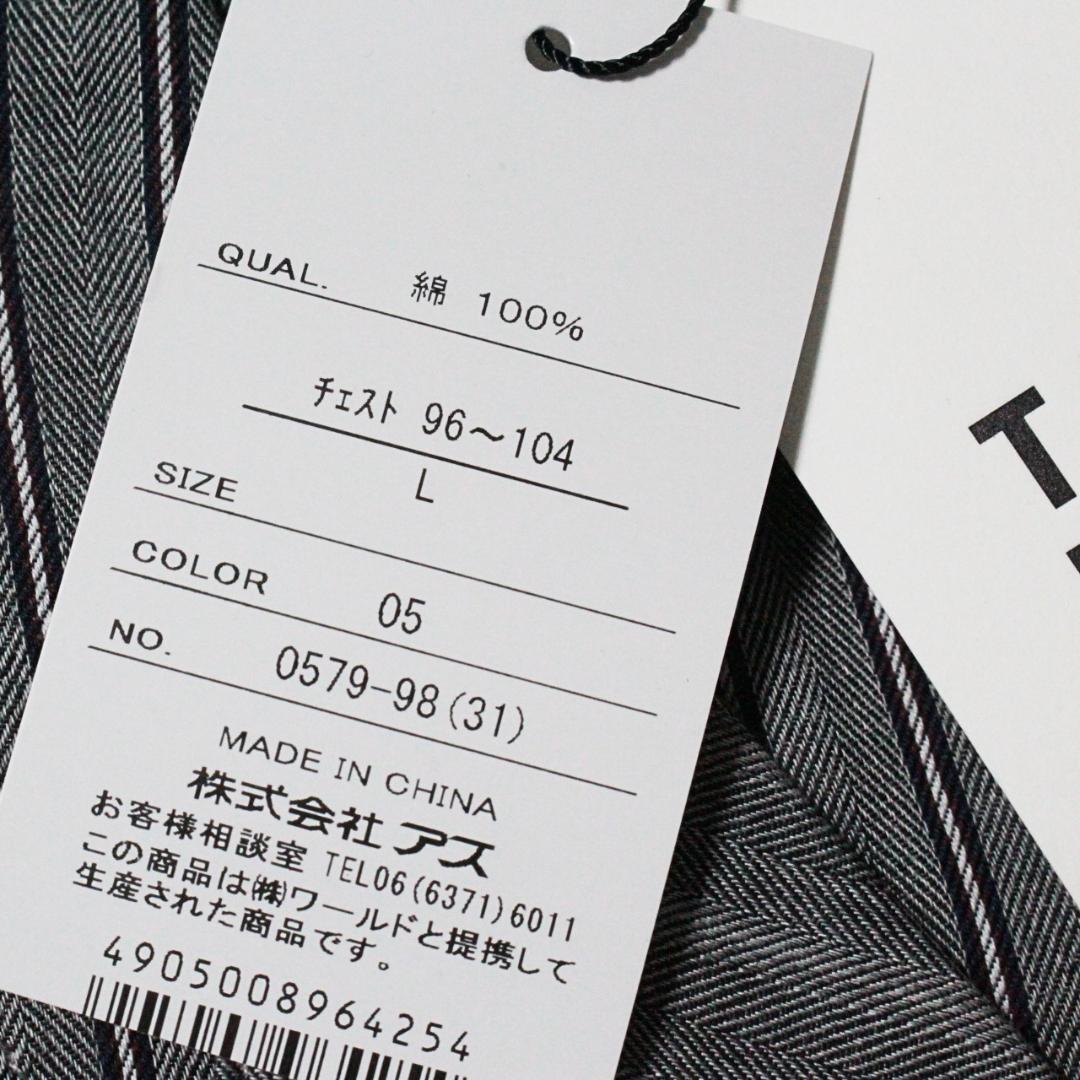 QUAL. 綿 100%
ﾁｪｽﾄ 96～104
L
SIZE
COLOR 05
NO. 0579-98(31)
MADE IN CHINA
株式会社 アズ
お客様相談室 TEL06(6371)6011
この商品は㈱ワールドと提携して
生産された商品です。
4905008964254
T